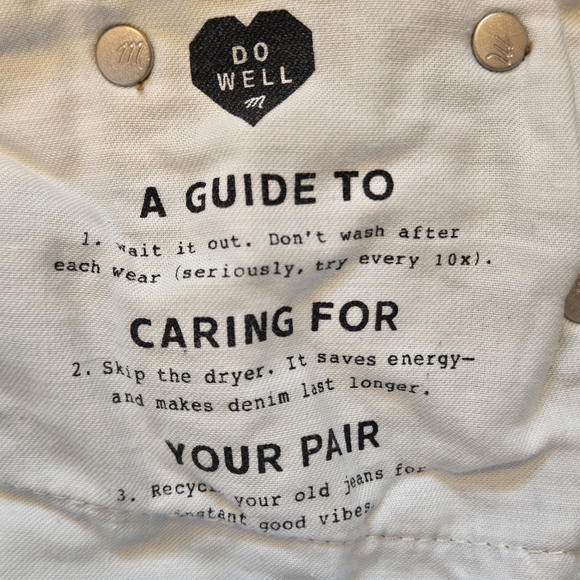 DO
WELL
m
A GUIDE TO
1. Wait it out. Don't wash after
each wear (seriously, try every 10x).
CARING FOR
2. Skip the dryer. It saves energy—
and makes denim last longer.
YOUR PAIR
3. Recyc your old jeans for
good vibes